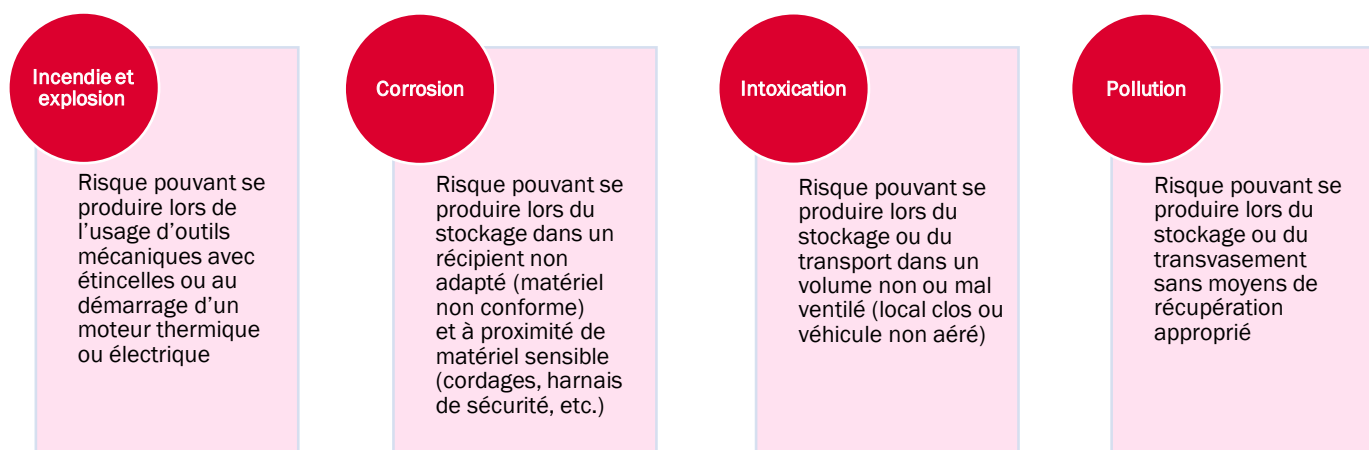 Incendie et
explosion
Risque pouvant se
produire lors de
l'usage d'outils
mécaniques avec
étincelles ou au
démarrage d'un
moteur thermique
ou électrique
Corrosion
Risque pouvant se
produire lors du
stockage dans un
récipient non
adapté (matériel
non conforme)
et à proximité de
matériel sensible
(cordages, harnais
de sécurité, etc.)
Intoxication
Risque pouvant se
produire lors du
stockage ou du
transport dans un
volume non ou mal
ventilé (local clos ou
véhicule non aéré)
Pollution
Risque pouvant se
produire lors du
stockage ou du
transvasement
sans moyens de
récupération
approprié